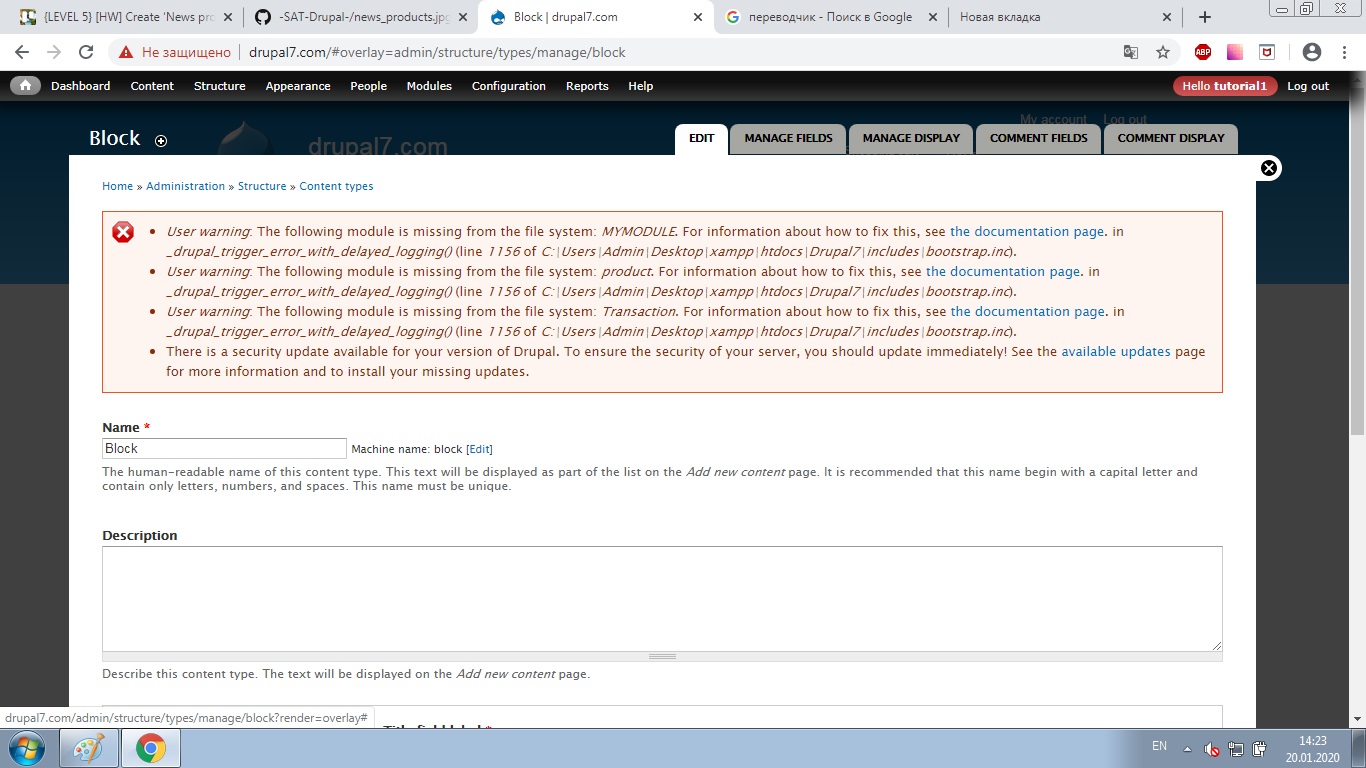 {LEVEL 5} [HW] Create 'News pro
-SAT-Drupal-/news_products.jpg
Block | drupal7.com
переводчик - Поиск в Google
Новая вкладка
Не защищено
drupal7.com/#overlay=admin/structure/types/manage/block
ABP
Dashboard Content Structure Appearance People Modules Configuration Reports Help
Hello tutorial1 Log out
My account Log out
drupal7.com
Block
EDIT MANAGE FIELDS MANAGE DISPLAY COMMENT FIELDS COMMENT DISPLAY
Home » Administration » Structure » Content types
• User warning: The following module is missing from the file system: MYMODULE. For information about how to fix this, see the documentation page. in
_drupal_trigger_error_with_delayed_logging() (line 1156 of C:\Users\Admin\Desktop\xampp\htdocs\Drupal7\includes\bootstrap.inc).
• User warning: The following module is missing from the file system: product. For information about how to fix this, see the documentation page. in
_drupal_trigger_error_with_delayed_logging() (line 1156 of C:\Users\Admin\Desktop\xampp\htdocs\Drupal7\includes\bootstrap.inc).
• User warning: The following module is missing from the file system: Transaction. For information about how to fix this, see the documentation page. in
_drupal_trigger_error_with_delayed_logging() (line 1156 of C:\Users\Admin\Desktop\xampp\htdocs\Drupal7\includes\bootstrap.inc).
• There is a security update available for your version of Drupal. To ensure the security of your server, you should update immediately! See the available updates page
for more information and to install your missing updates.
Name *
Block
Machine name: block [Edit]
The human-readable name of this content type. This text will be displayed as part of the list on the Add new content page. It is recommended that this name begin with a capital letter and
contain only letters, numbers, and spaces. This name must be unique.
Description
Describe this content type. The text will be displayed on the Add new content page.
drupal7.com/admin/structure/types/manage/block?render=overlay#
Title field label *
EN
14:23
20.01.2020